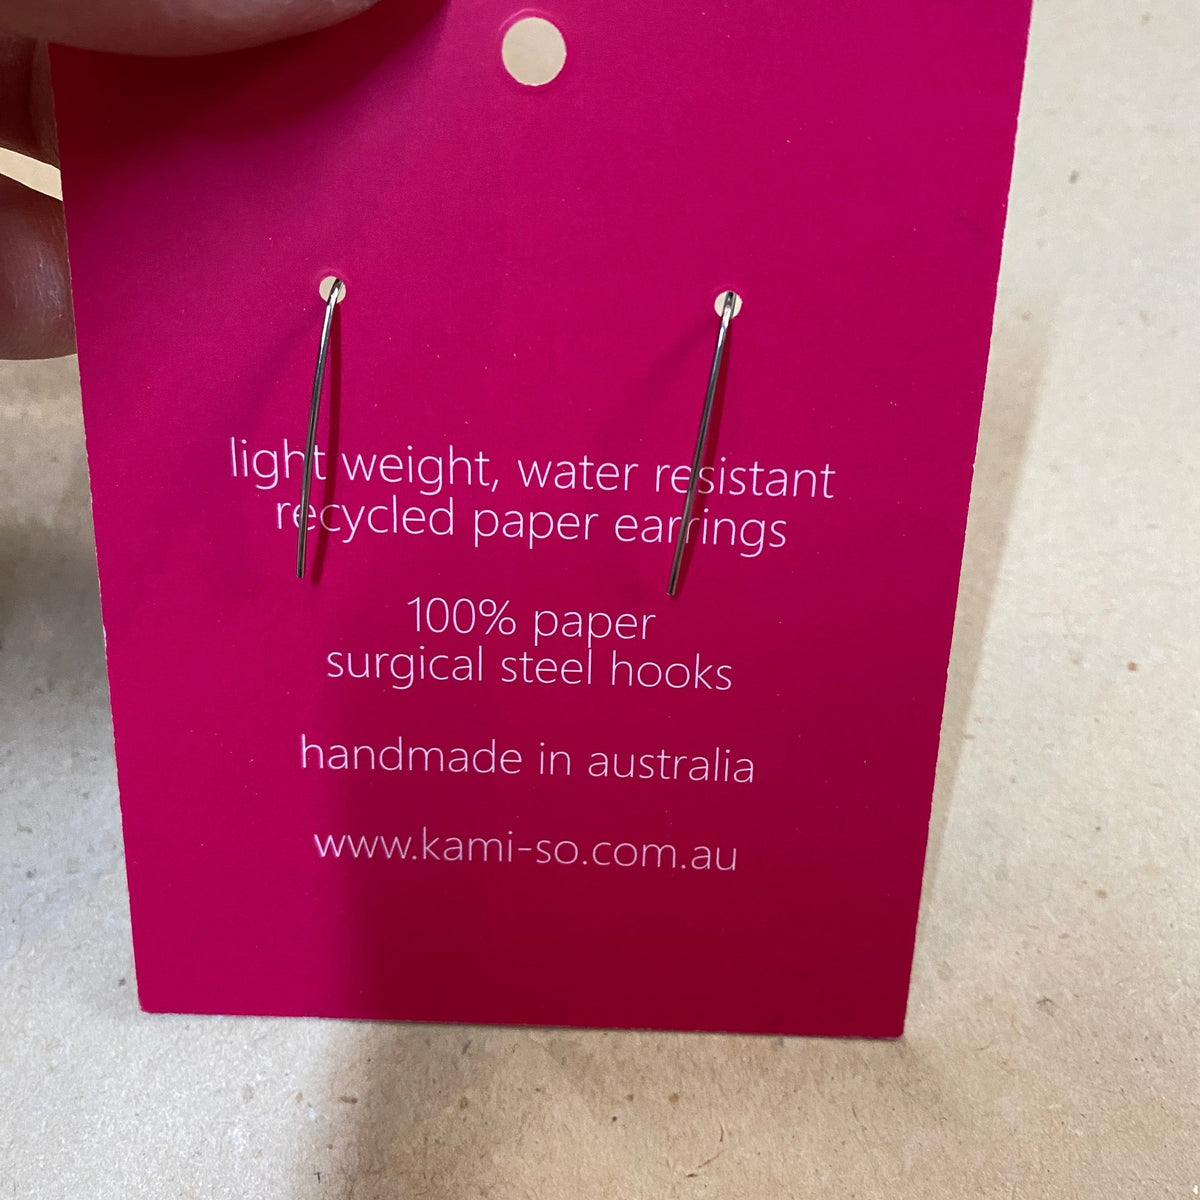 light weight, water resistant
recycled paper earrings
100% paper
surgical steel hooks
handmade in australia
www.kami-so.com.au